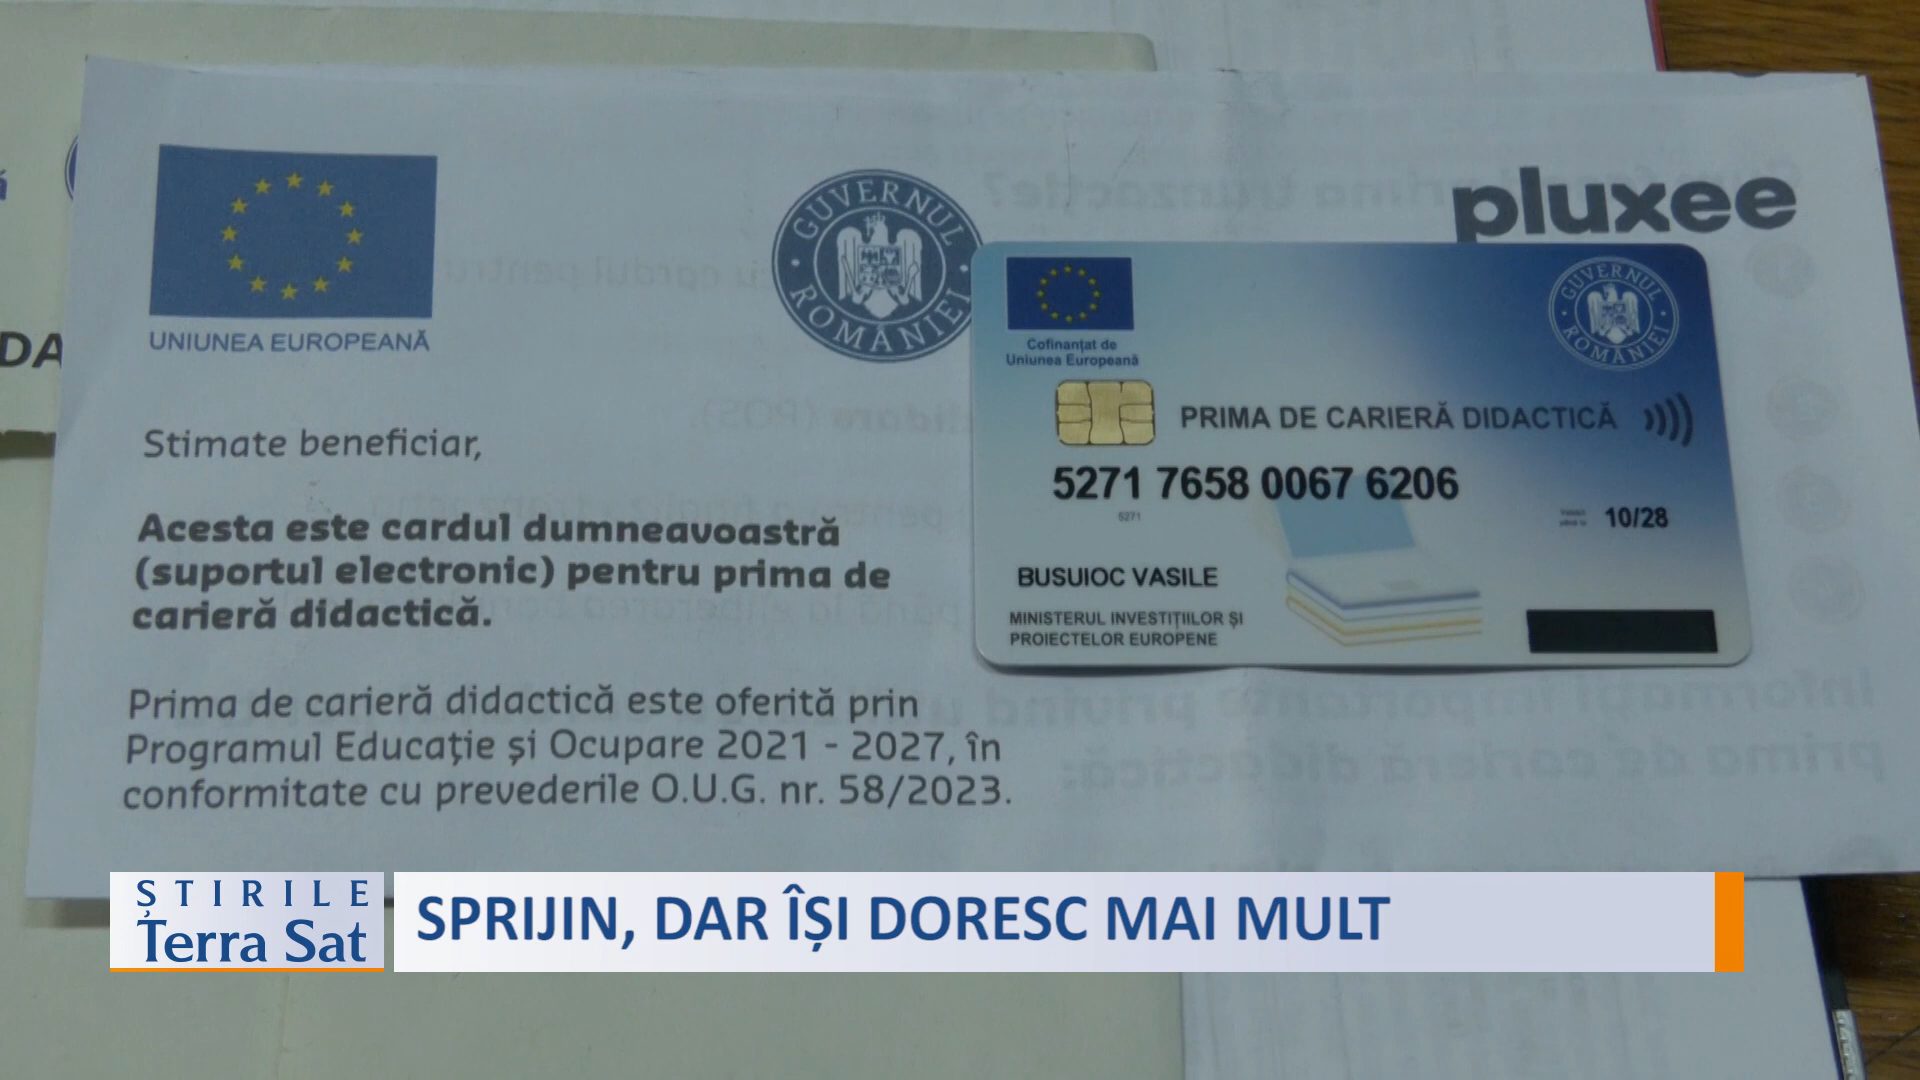 UNIUNEA EUROPEANĂ
GUVERNUL ROMÂNIEI
pluxee
DA
Stimate beneficiar,
Acesta este cardul dumneavoastră
(suportul electronic) pentru prima de
carieră didactică.
Prima de carieră didactică este oferită prin
Programul Educație și Ocupare 2021 - 2027, în
conformitate cu prevederile O.U.G. nr. 58/2023.
Cofinanțat de
Uniunea Europeană
GUVERNUL ROMÂNIEI
PRIMA DE CARIERĂ DIDACTICĂ
5271 7658 0067 6206
5271
10/28
BUSUIOC VASILE
MINISTERUL INVESTIȚIILOR ȘI
PROIECTELOR EUROPENE
ȘTIRILE
Terra Sat
SPRIJIN, DAR ÎȘI DORESC MAI MULT